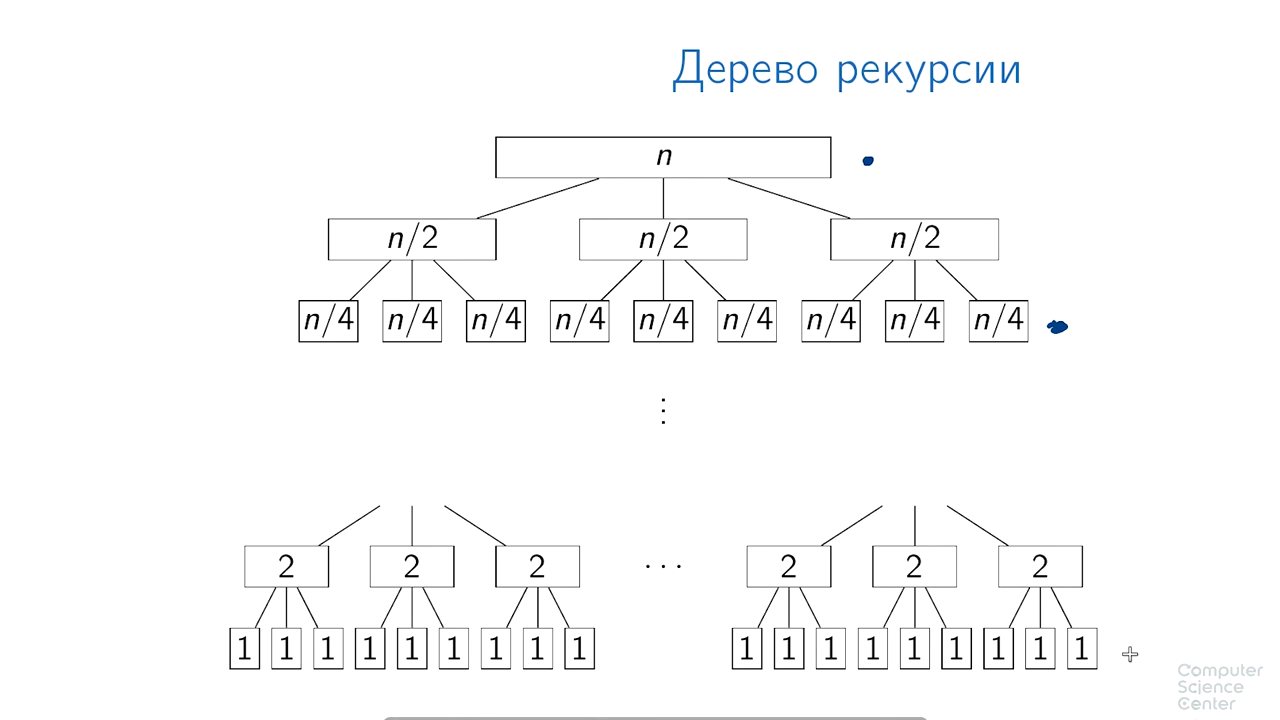 Дерево рекурсии
n
n/2 n/2 n/2
n/4 n/4 n/4 n/4 n/4 n/4 n/4 n/4 n/4
⋮
2 2 2 · · · 2 2 2
1 1 1 1 1 1 1 1 1 1 1 1 1 1 1 1 1 1
Computer
Science
Center